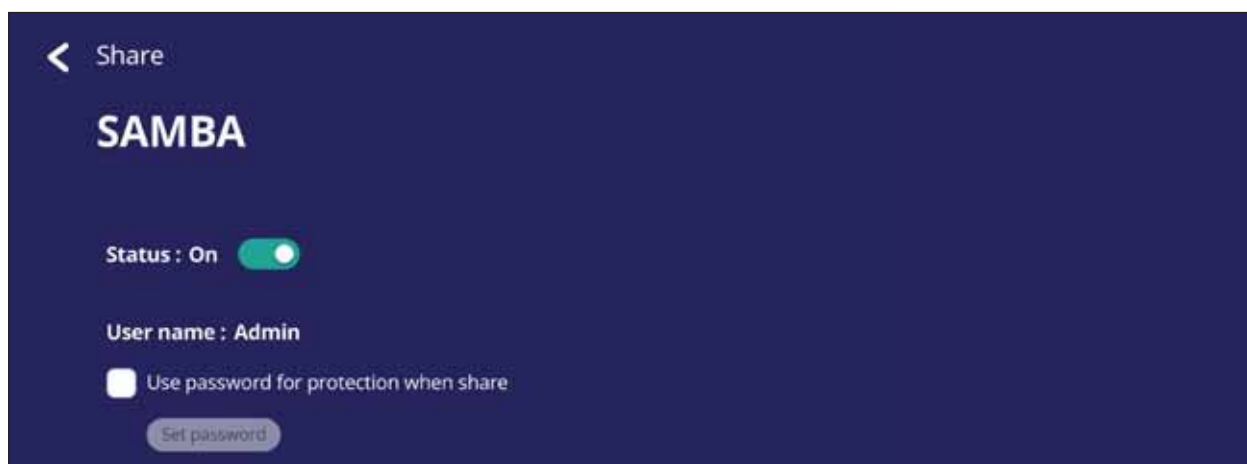 Share
SAMBA
Status : On
User name : Admin
Use password for protection when share
Set password